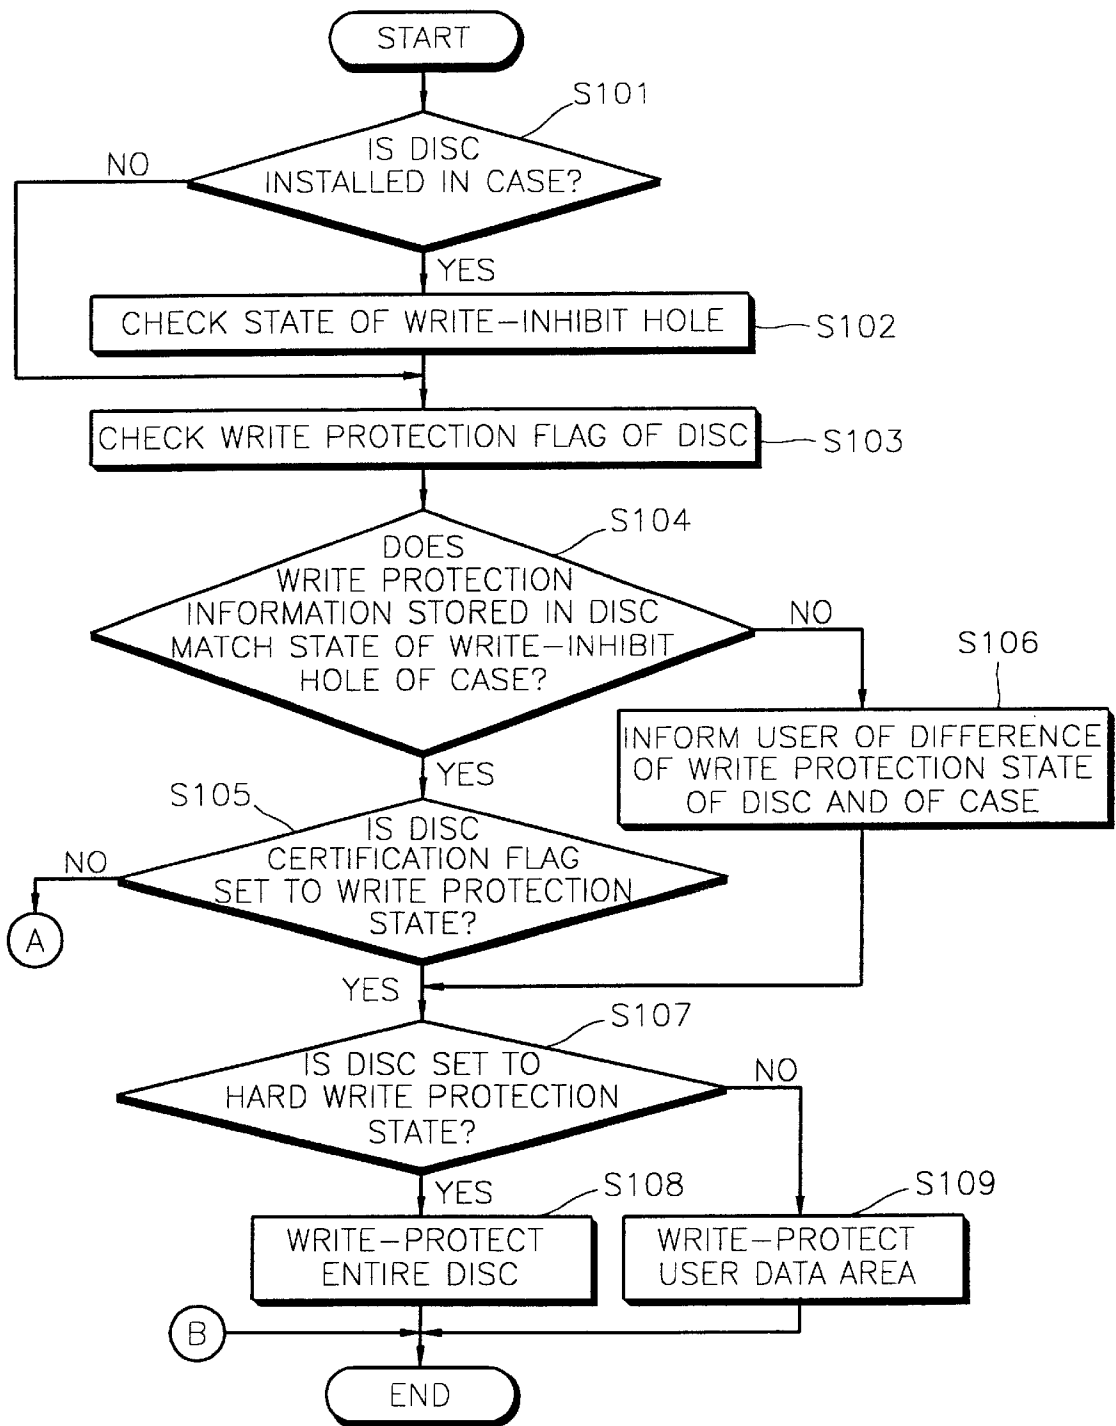 START
S101
IS DISC
INSTALLED IN CASE?
NO
YES
CHECK STATE OF WRITE-INHIBIT HOLE
S102
CHECK WRITE PROTECTION FLAG OF DISC
S103
S104
DOES
WRITE PROTECTION
INFORMATION STORED IN DISC
MATCH STATE OF WRITE-INHIBIT
HOLE OF CASE?
NO
S106
INFORM USER OF DIFFERENCE
OF WRITE PROTECTION STATE
OF DISC AND OF CASE
YES
S105
IS DISC
CERTIFICATION FLAG
SET TO WRITE PROTECTION
STATE?
NO
A
YES
S107
IS DISC SET TO
HARD WRITE PROTECTION
STATE?
NO
YES
S108
WRITE-PROTECT
ENTIRE DISC
S109
WRITE-PROTECT
USER DATA AREA
B
END